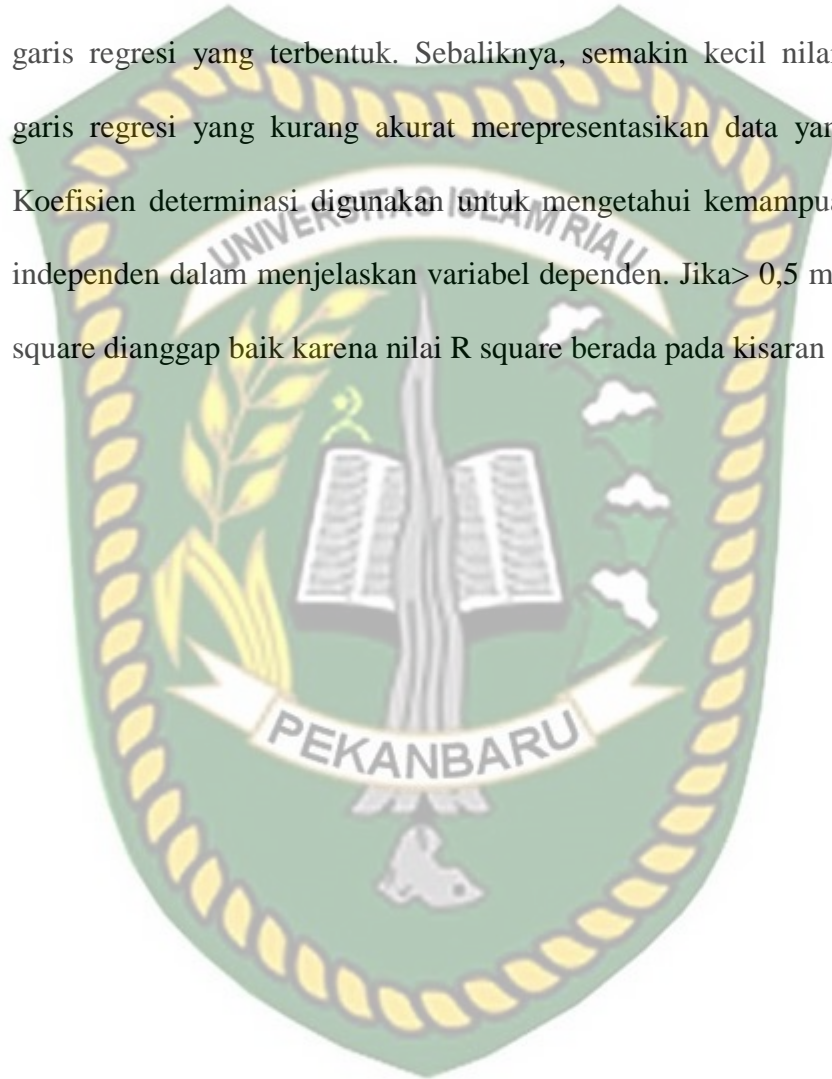 garis regresi yang terbentuk. Sebaliknya, semakin kecil nilai
garis regresi yang kurang akurat merepresentasikan data yan
Koefisien determinasi digunakan untuk mengetahui kemampua
UNIVERSITAS ISLAM RIAU
independen dalam menjelaskan variabel dependen. Jika> 0,5 m
square dianggap baik karena nilai R square berada pada kisaran
PEKANBARU